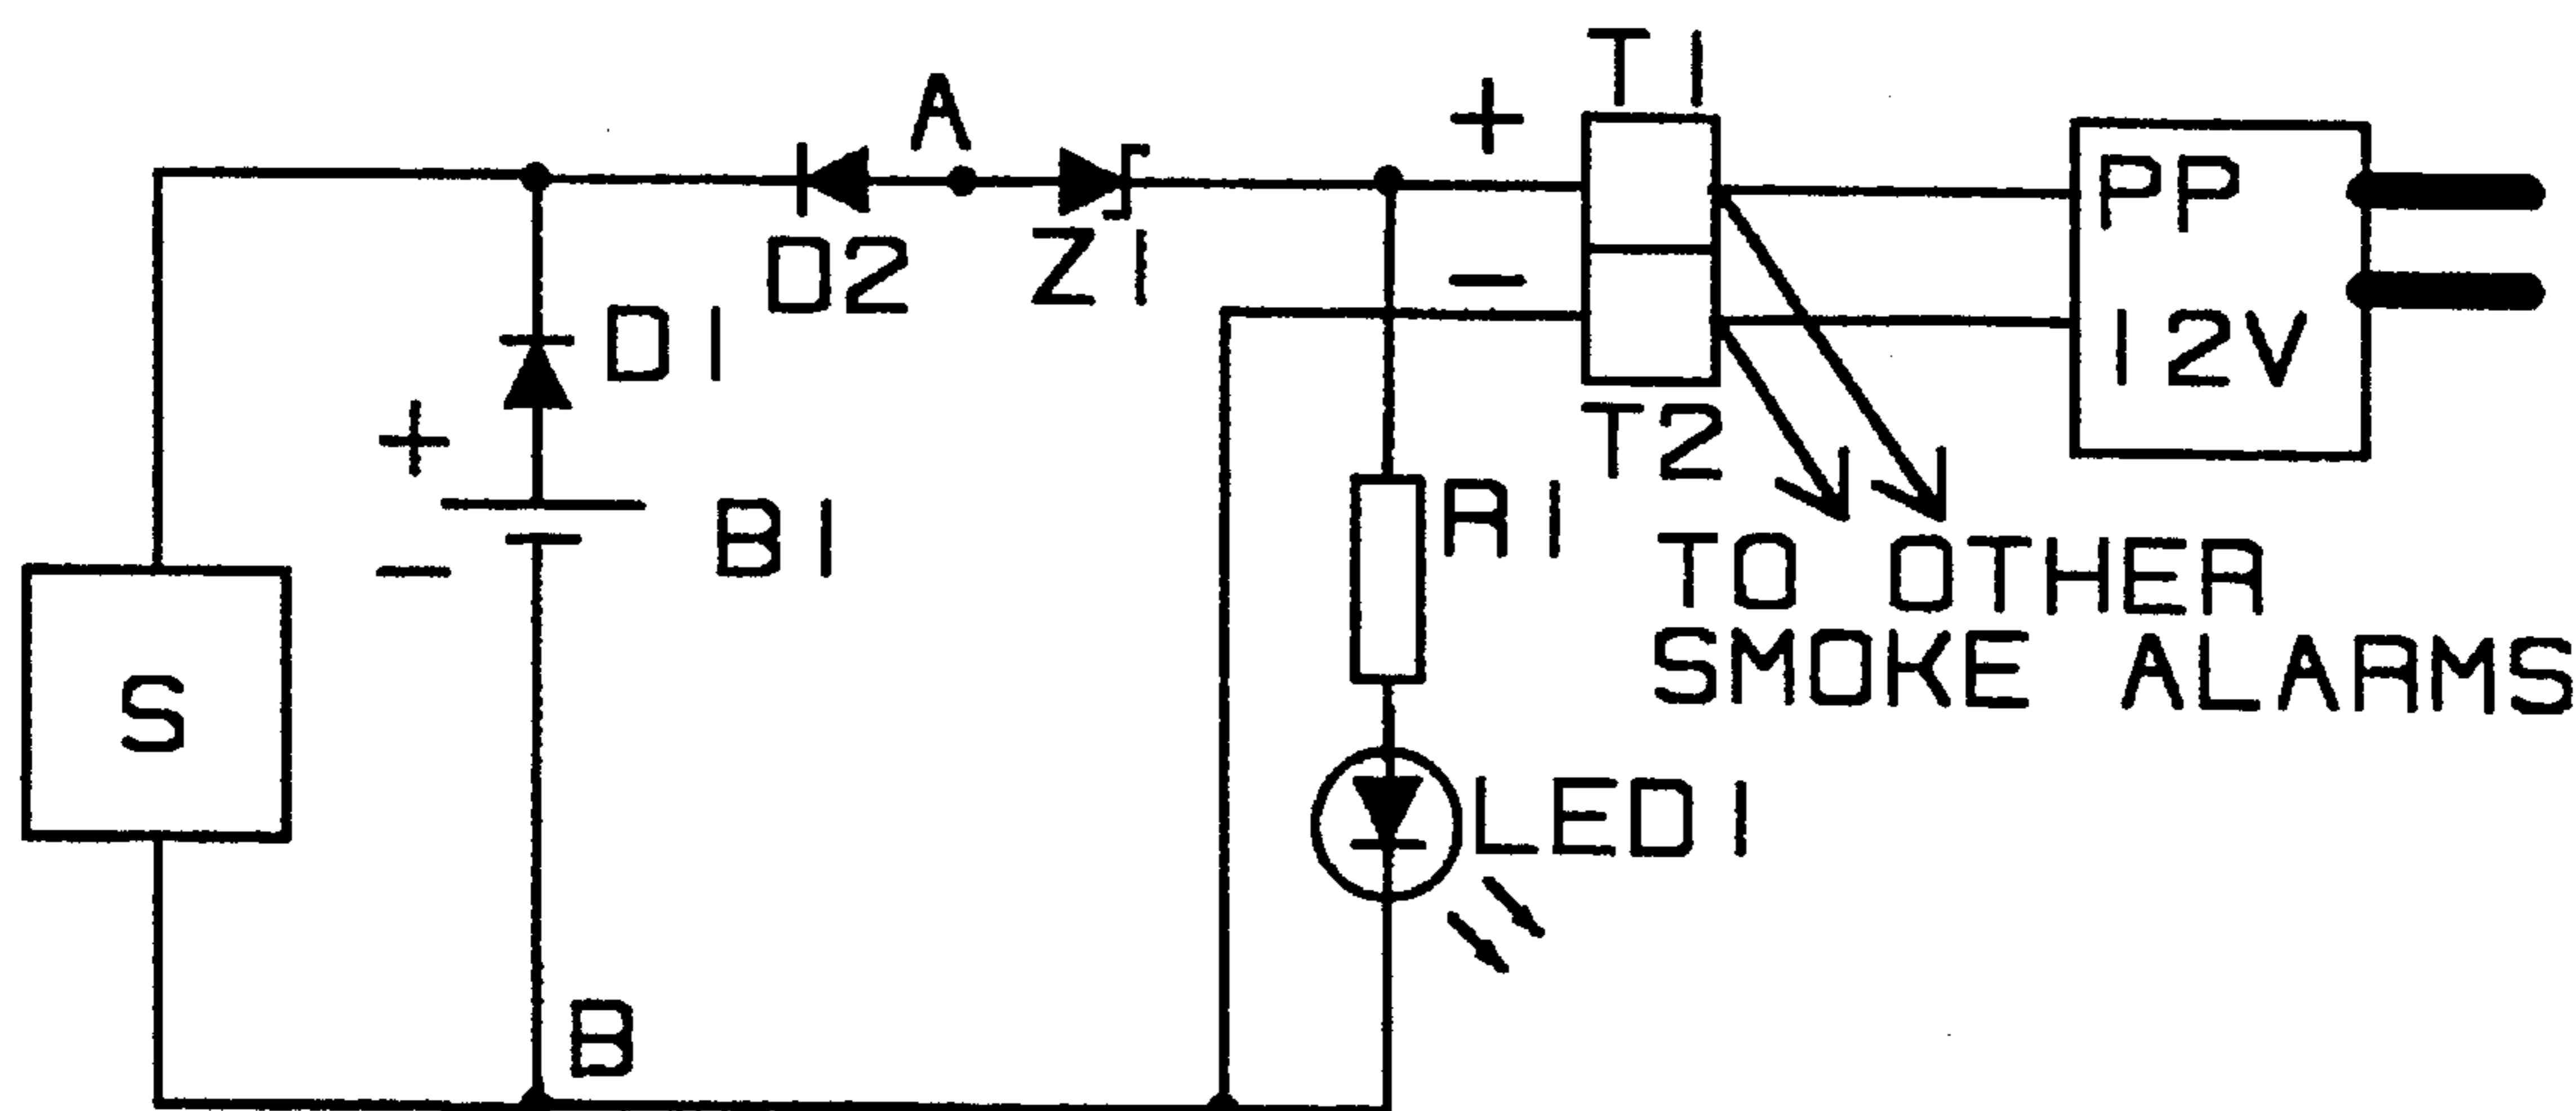 T1
A
+
PP
D2
Z1
-
12V
D1
+
T2
B1
R1
-
TO OTHER
SMOKE ALARMS
S
LED1
B